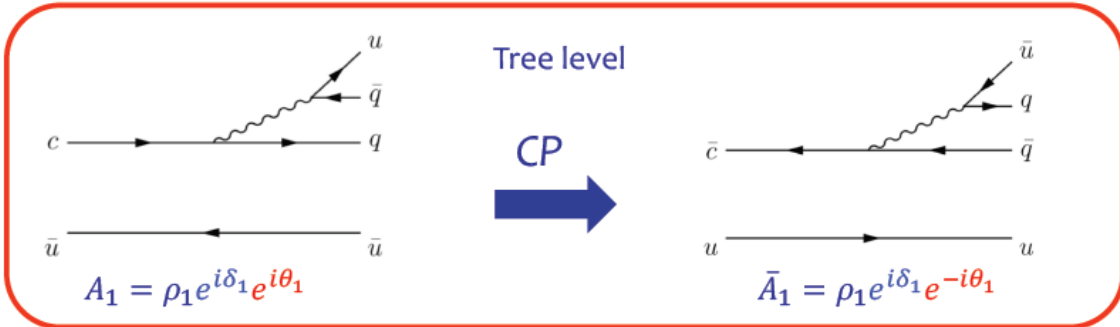 u
Tree level
q̄
c
q
CP
ū
ū
A₁ = ρ₁e^{iδ₁}e^{iθ₁}
ū
q
c̄
q̄
u
u
Ā₁ = ρ₁e^{iδ₁}e^{-iθ₁}